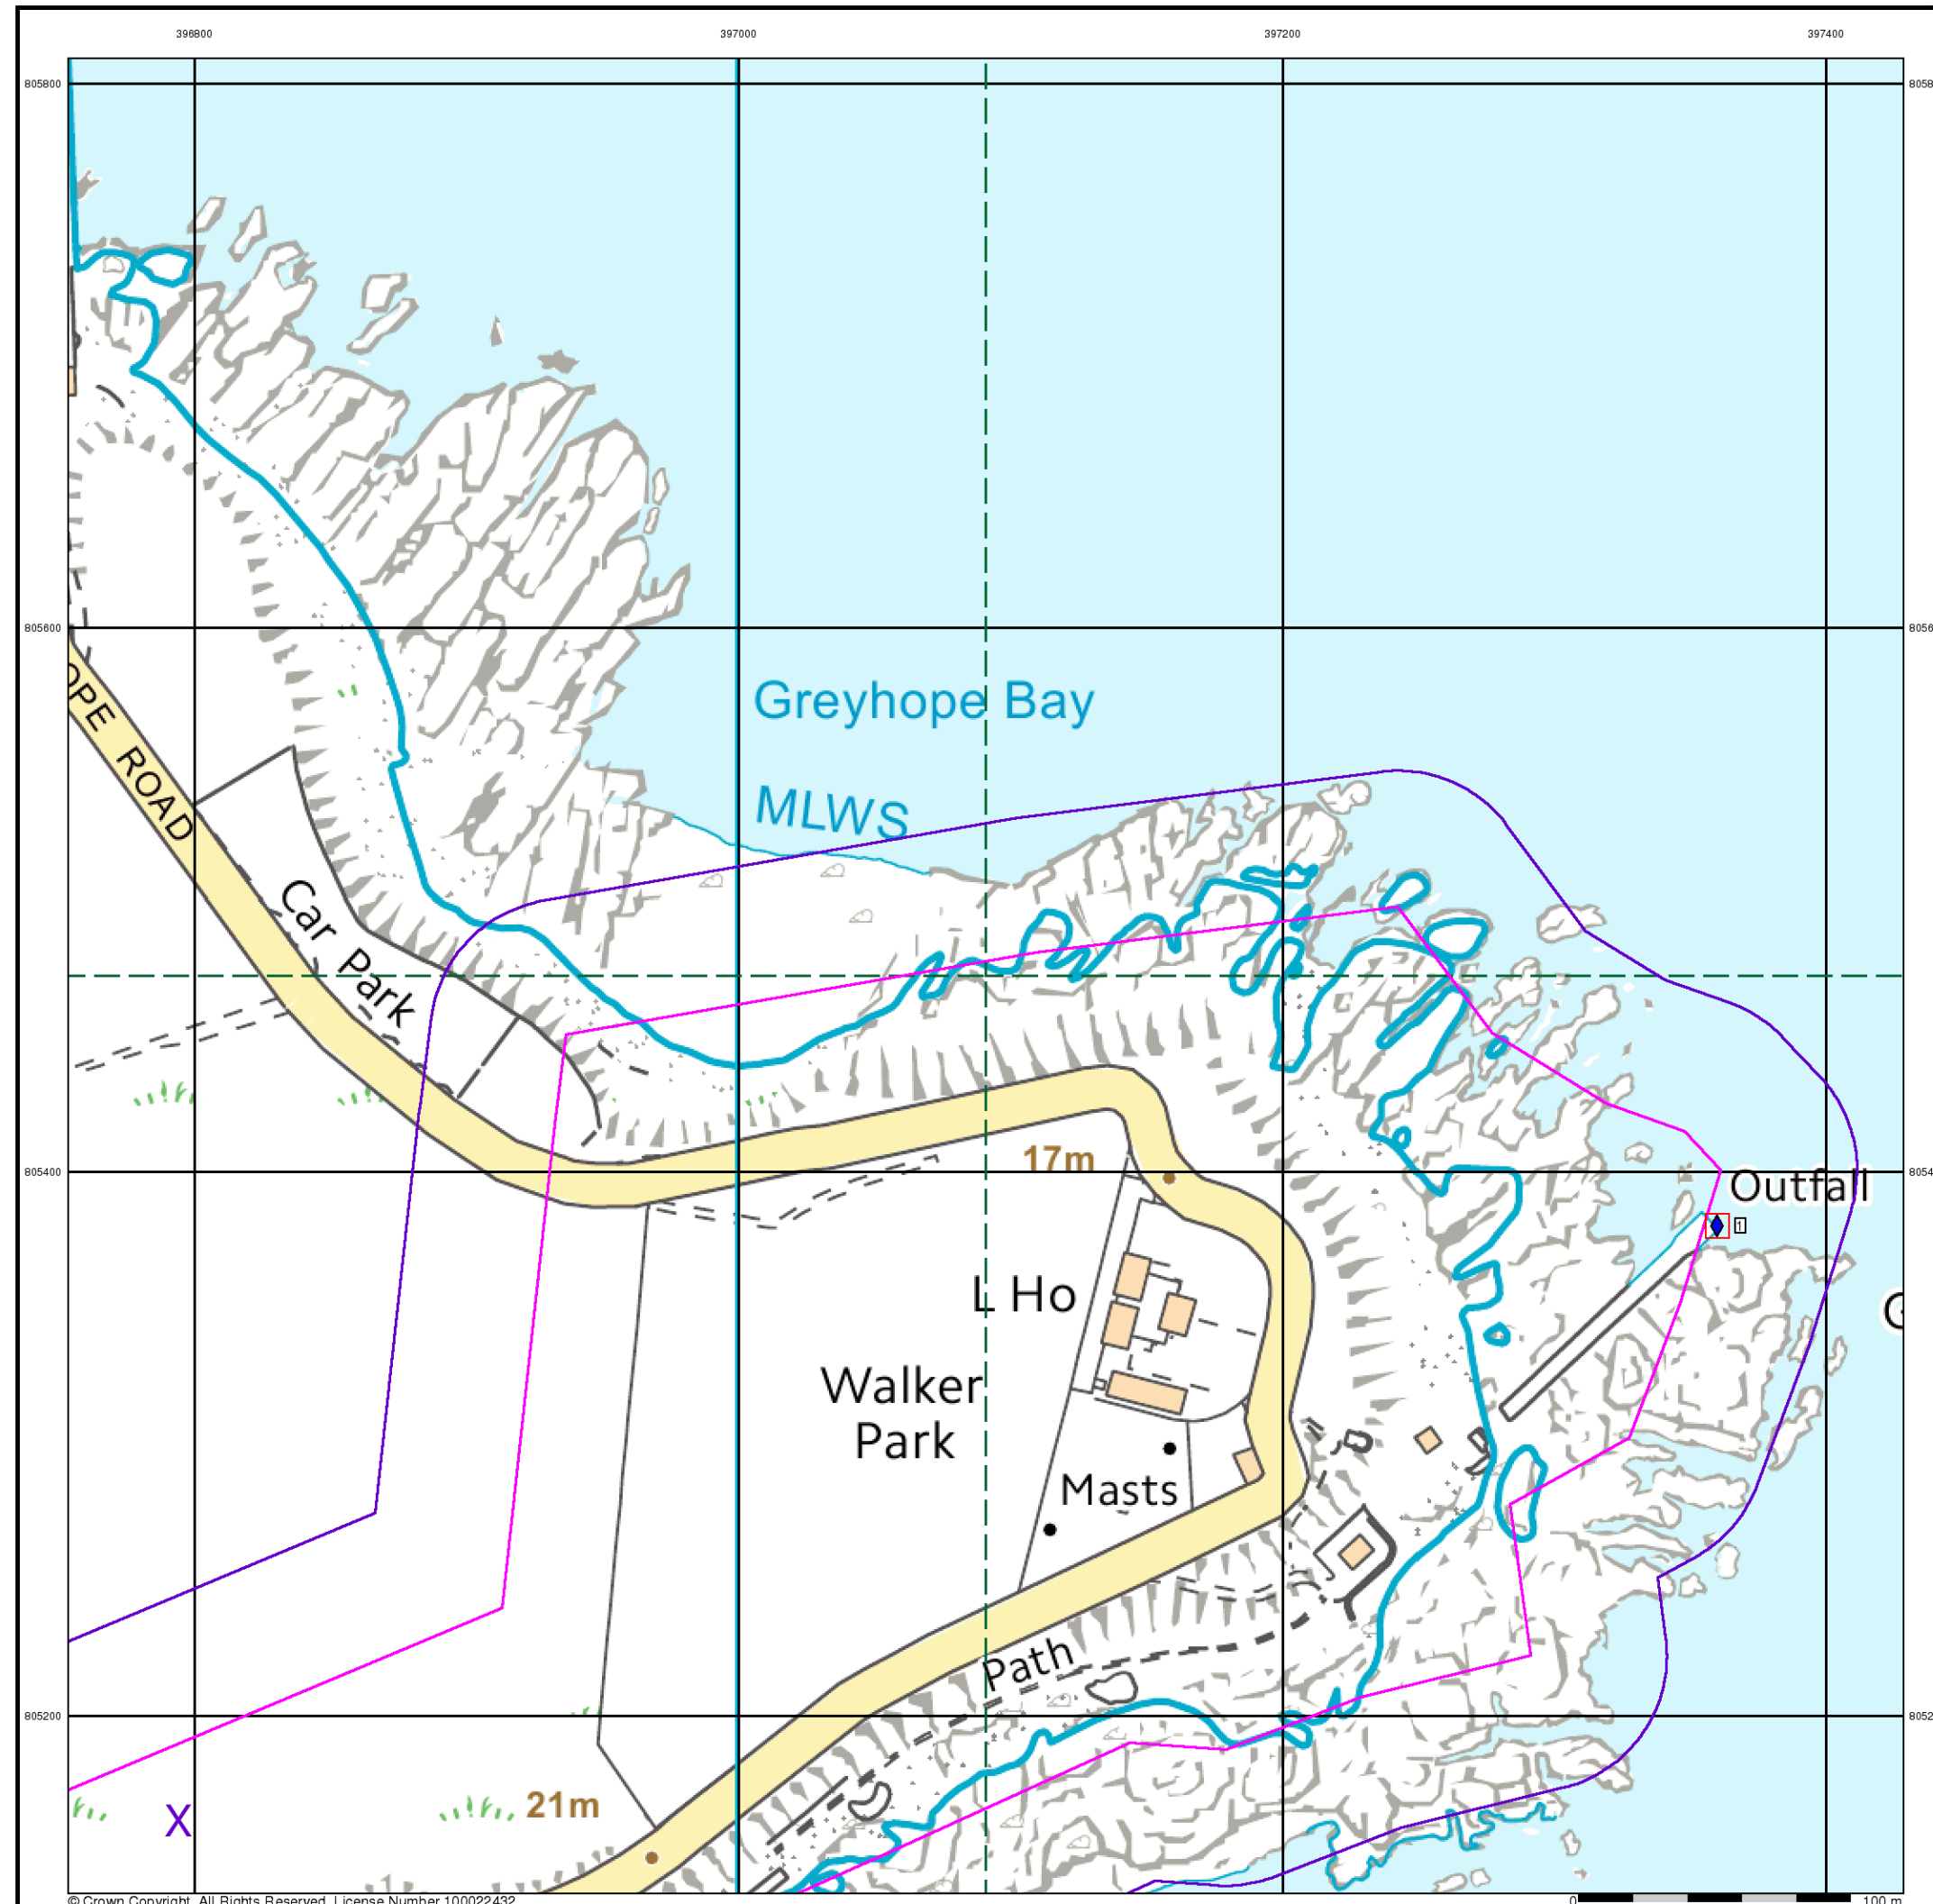 396800 397000 397200 397400
805800
805600
OPE ROAD
Greyhope Bay
MLWS
Car Park
805400
17m
Outfall
1
L Ho
Walker
Park
Masts
Path
805200
21m
X
© Crown Copyright. All Rights Reserved. License Number 100022432
0 100 m